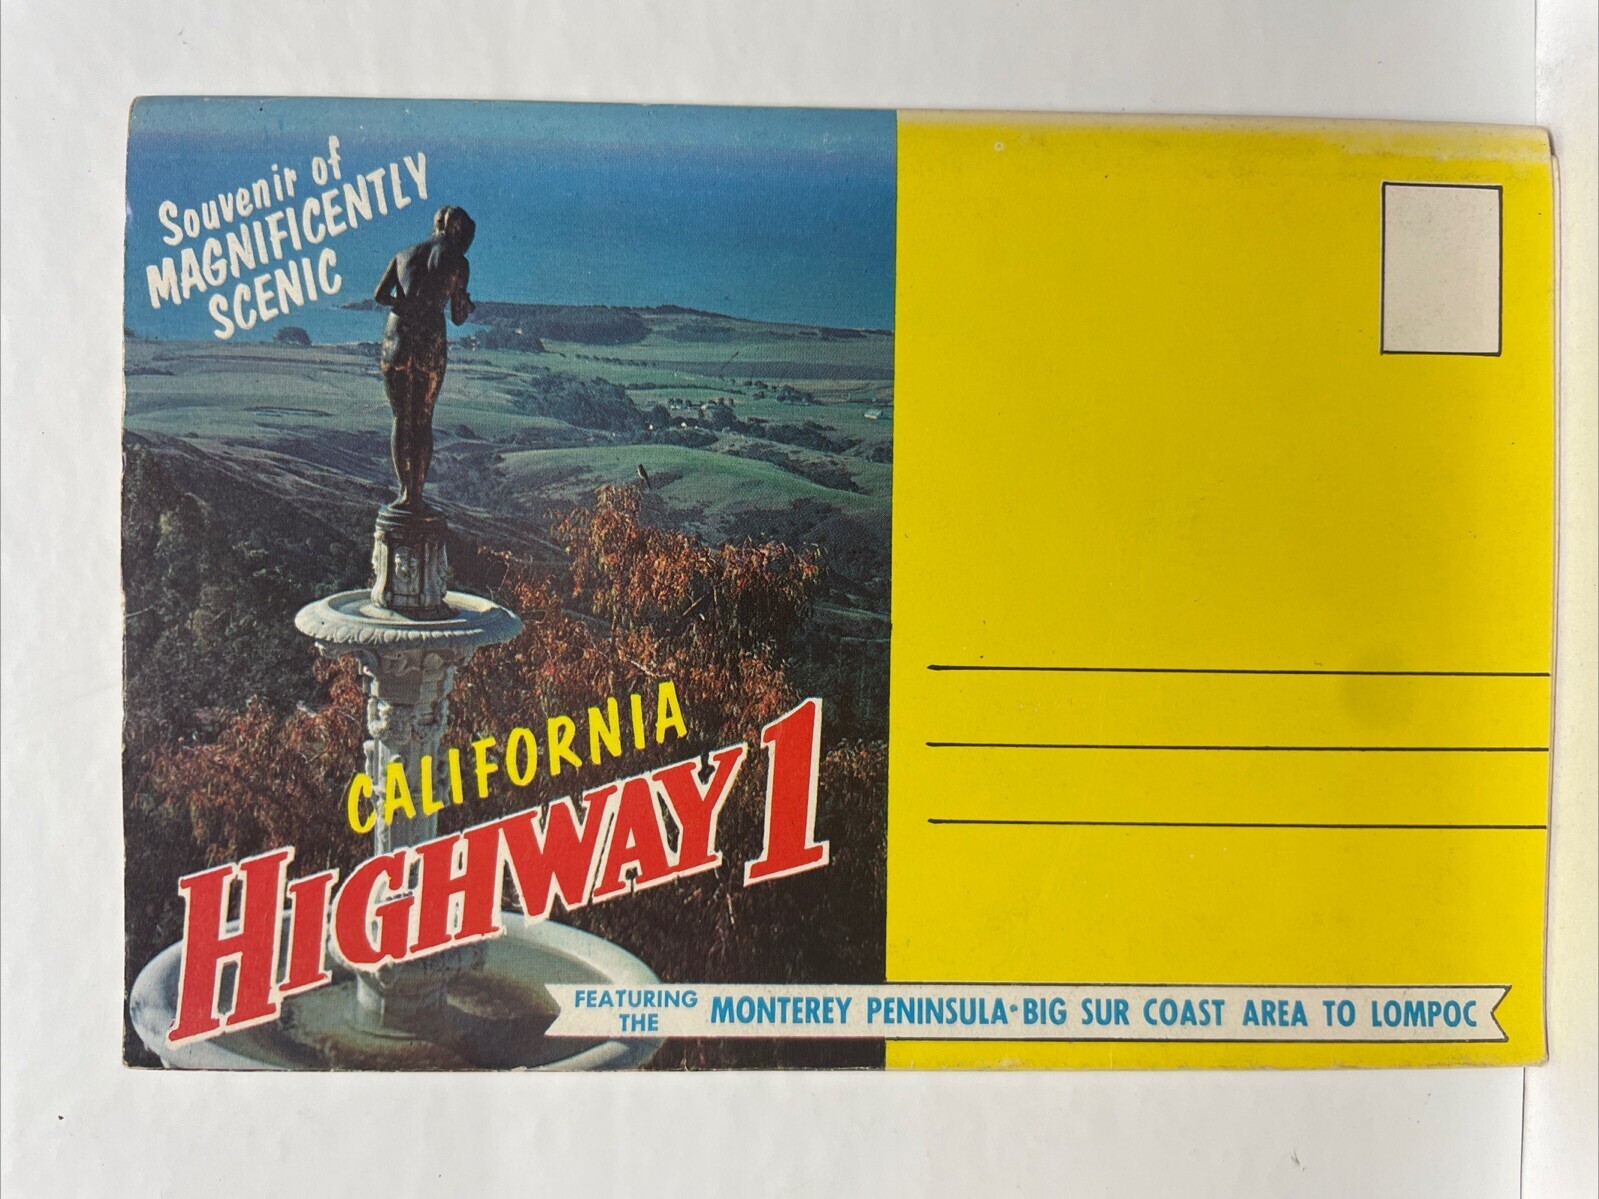 Souvenir of
MAGNIFICENTLY
SCENIC
CALIFORNIA
HIGHWAY 1
FEATURING
THE
MONTEREY PENINSULA • BIG SUR COAST AREA TO LOMPOC